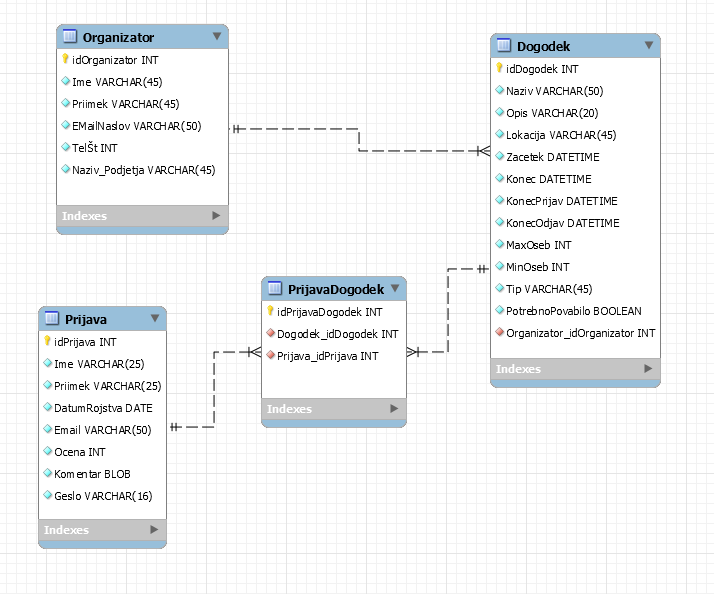 Organizator
idOrganizator INT
Ime VARCHAR(45)
Priimek VARCHAR(45)
EMailNaslov VARCHAR(50)
TelŠt INT
Naziv_Podjetja VARCHAR(45)
Indexes
Dogodek
idDogodek INT
Naziv VARCHAR(50)
Opis VARCHAR(20)
Lokacija VARCHAR(45)
Zacetek DATETIME
Konec DATETIME
KonecPrijav DATETIME
KonecOdjav DATETIME
MaxOseb INT
MinOseb INT
Tip VARCHAR(45)
PotrebnoPovabilo BOOLEAN
Organizator_idOrganizator INT
Indexes
PrijavaDogodek
idPrijavaDogodek INT
Dogodek_idDogodek INT
Prijava_idPrijava INT
Indexes
Prijava
idPrijava INT
Ime VARCHAR(25)
Priimek VARCHAR(25)
DatumRojstva DATE
Email VARCHAR(50)
Ocena INT
Komentar BLOB
Geslo VARCHAR(16)
Indexes